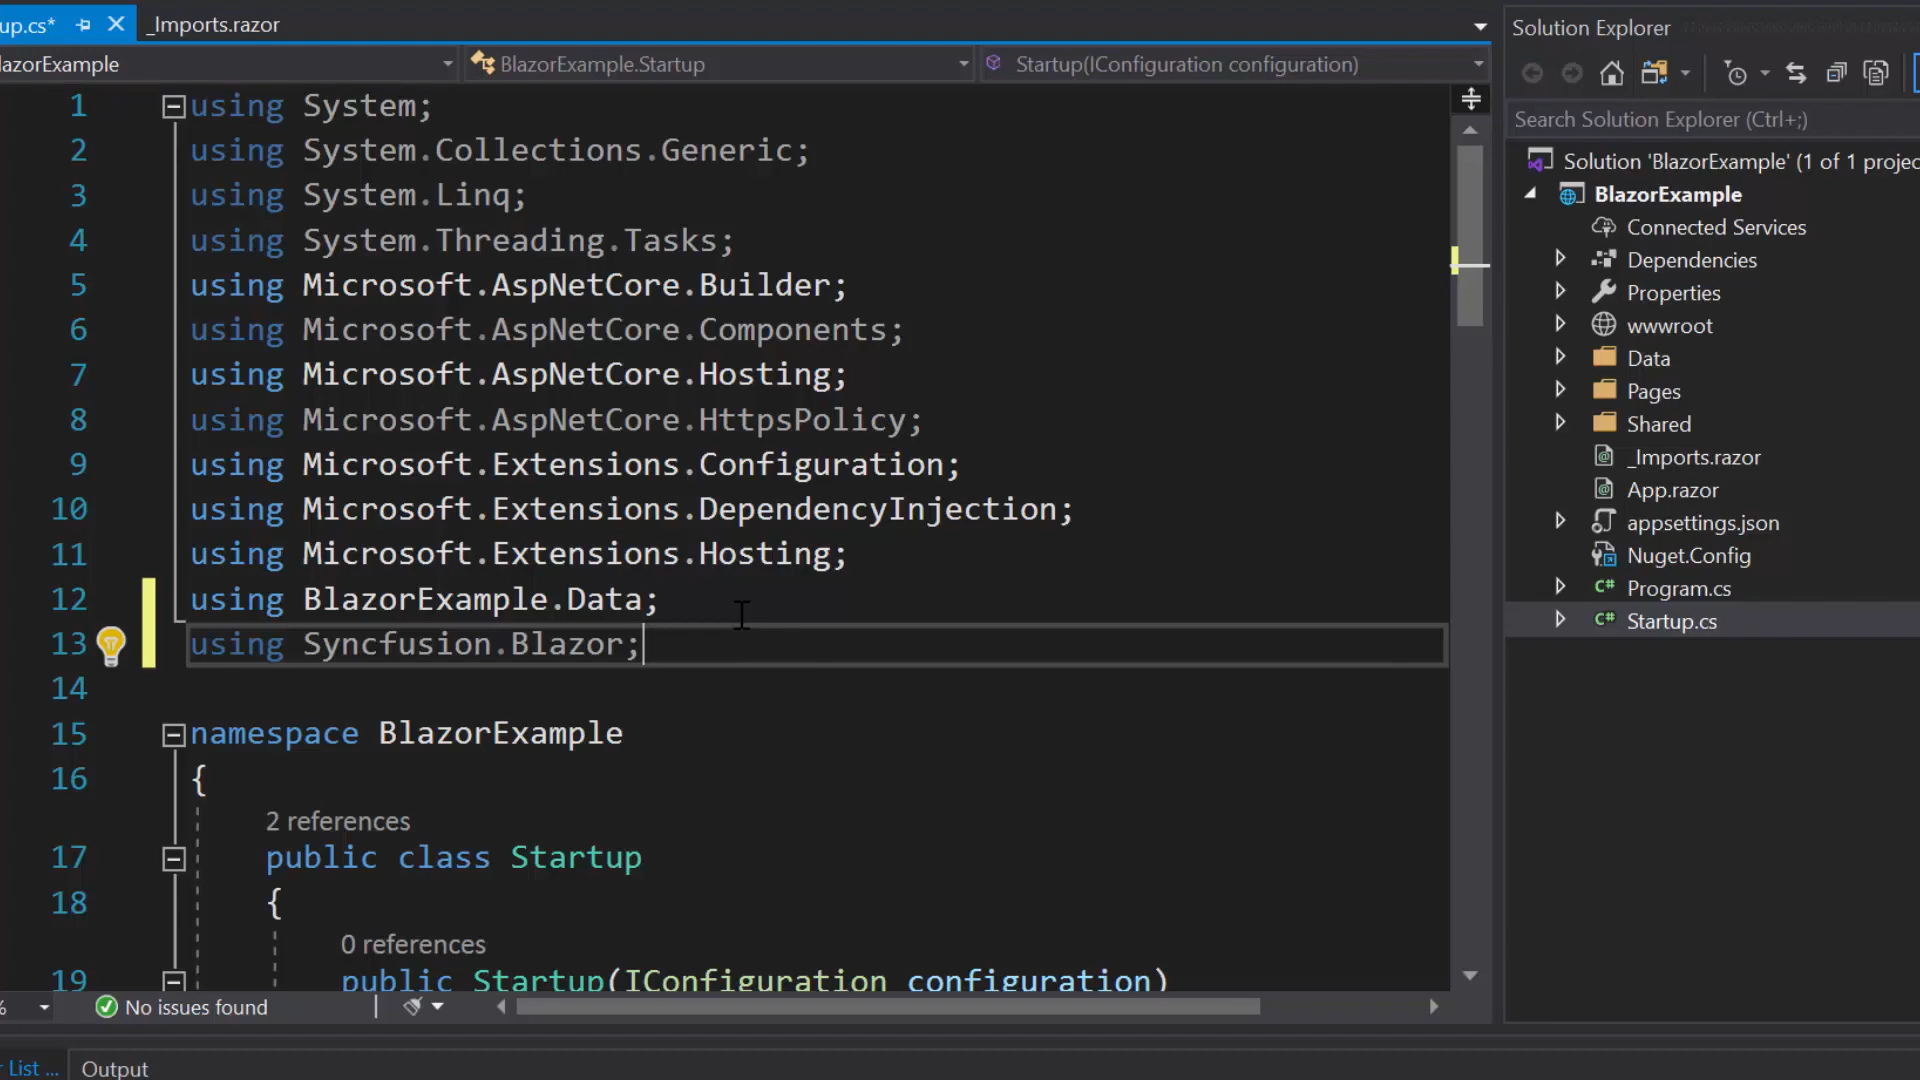 up.cs*
_Imports.razor
lazorExample
BlazorExample.Startup
Startup(IConfiguration configuration)
1 using System;
2 using System.Collections.Generic;
3 using System.Linq;
4 using System.Threading.Tasks;
5 using Microsoft.AspNetCore.Builder;
6 using Microsoft.AspNetCore.Components;
7 using Microsoft.AspNetCore.Hosting;
8 using Microsoft.AspNetCore.HttpsPolicy;
9 using Microsoft.Extensions.Configuration;
10 using Microsoft.Extensions.DependencyInjection;
11 using Microsoft.Extensions.Hosting;
12 using BlazorExample.Data;
13 using Syncfusion.Blazor;
14
15 namespace BlazorExample
16 {
2 references
17 public class Startup
18 {
0 references
19 public Startup(IConfiguration configuration)
%
No issues found
r List ...
Output
Solution Explorer
Search Solution Explorer (Ctrl+;)
Solution 'BlazorExample' (1 of 1 projec
BlazorExample
Connected Services
Dependencies
Properties
wwwroot
Data
Pages
Shared
_Imports.razor
App.razor
appsettings.json
Nuget.Config
C# Program.cs
C# Startup.cs